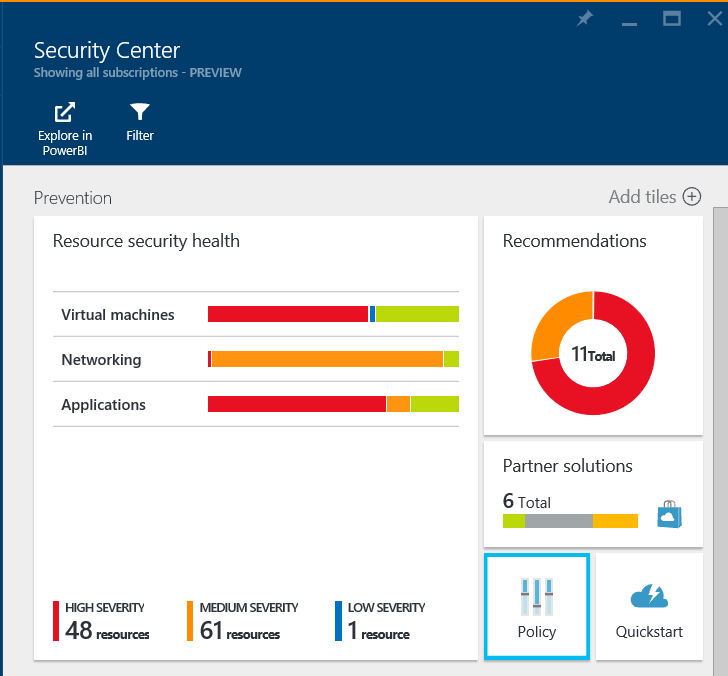 Security Center
Showing all subscriptions - PREVIEW
Explore in
PowerBI
Filter
Prevention
Add tiles
Resource security health
Virtual machines
Networking
Applications
HIGH SEVERITY
48 resources
MEDIUM SEVERITY
61 resources
LOW SEVERITY
1 resource
Recommendations
11 Total
Partner solutions
6 Total
Policy
Quickstart